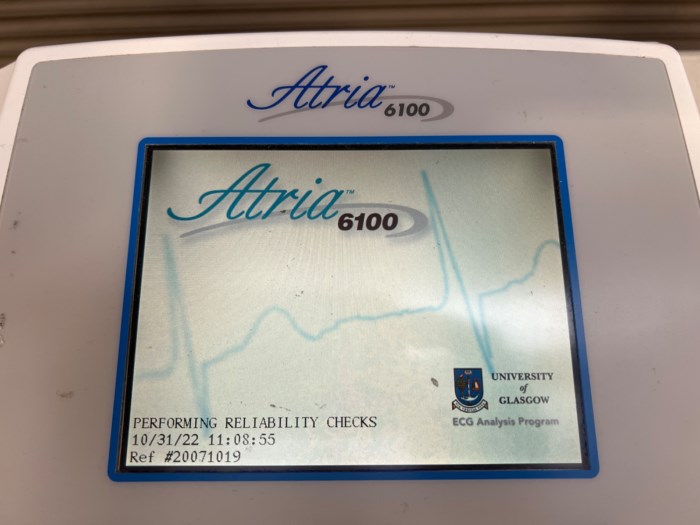 Atria™ 6100
Atria™ 6100
UNIVERSITY
of
GLASGOW
ECG Analysis Program
PERFORMING RELIABILITY CHECKS
10/31/22 11:08:55
Ref #20071019